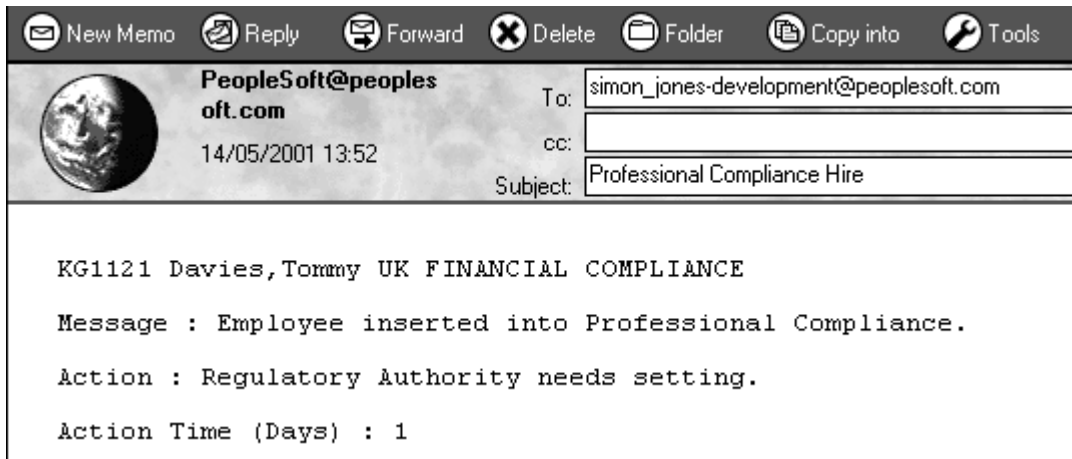 New Memo Reply Forward Delete Folder Copy into Tools
PeopleSoft@peoples
oft.com
14/05/2001 13:52
To: simon_jones-development@peoplesoft.com
cc:
Subject: Professional Compliance Hire
KG1121 Davies,Tommy UK FINANCIAL COMPLIANCE
Message : Employee inserted into Professional Compliance.
Action : Regulatory Authority needs setting.
Action Time (Days) : 1